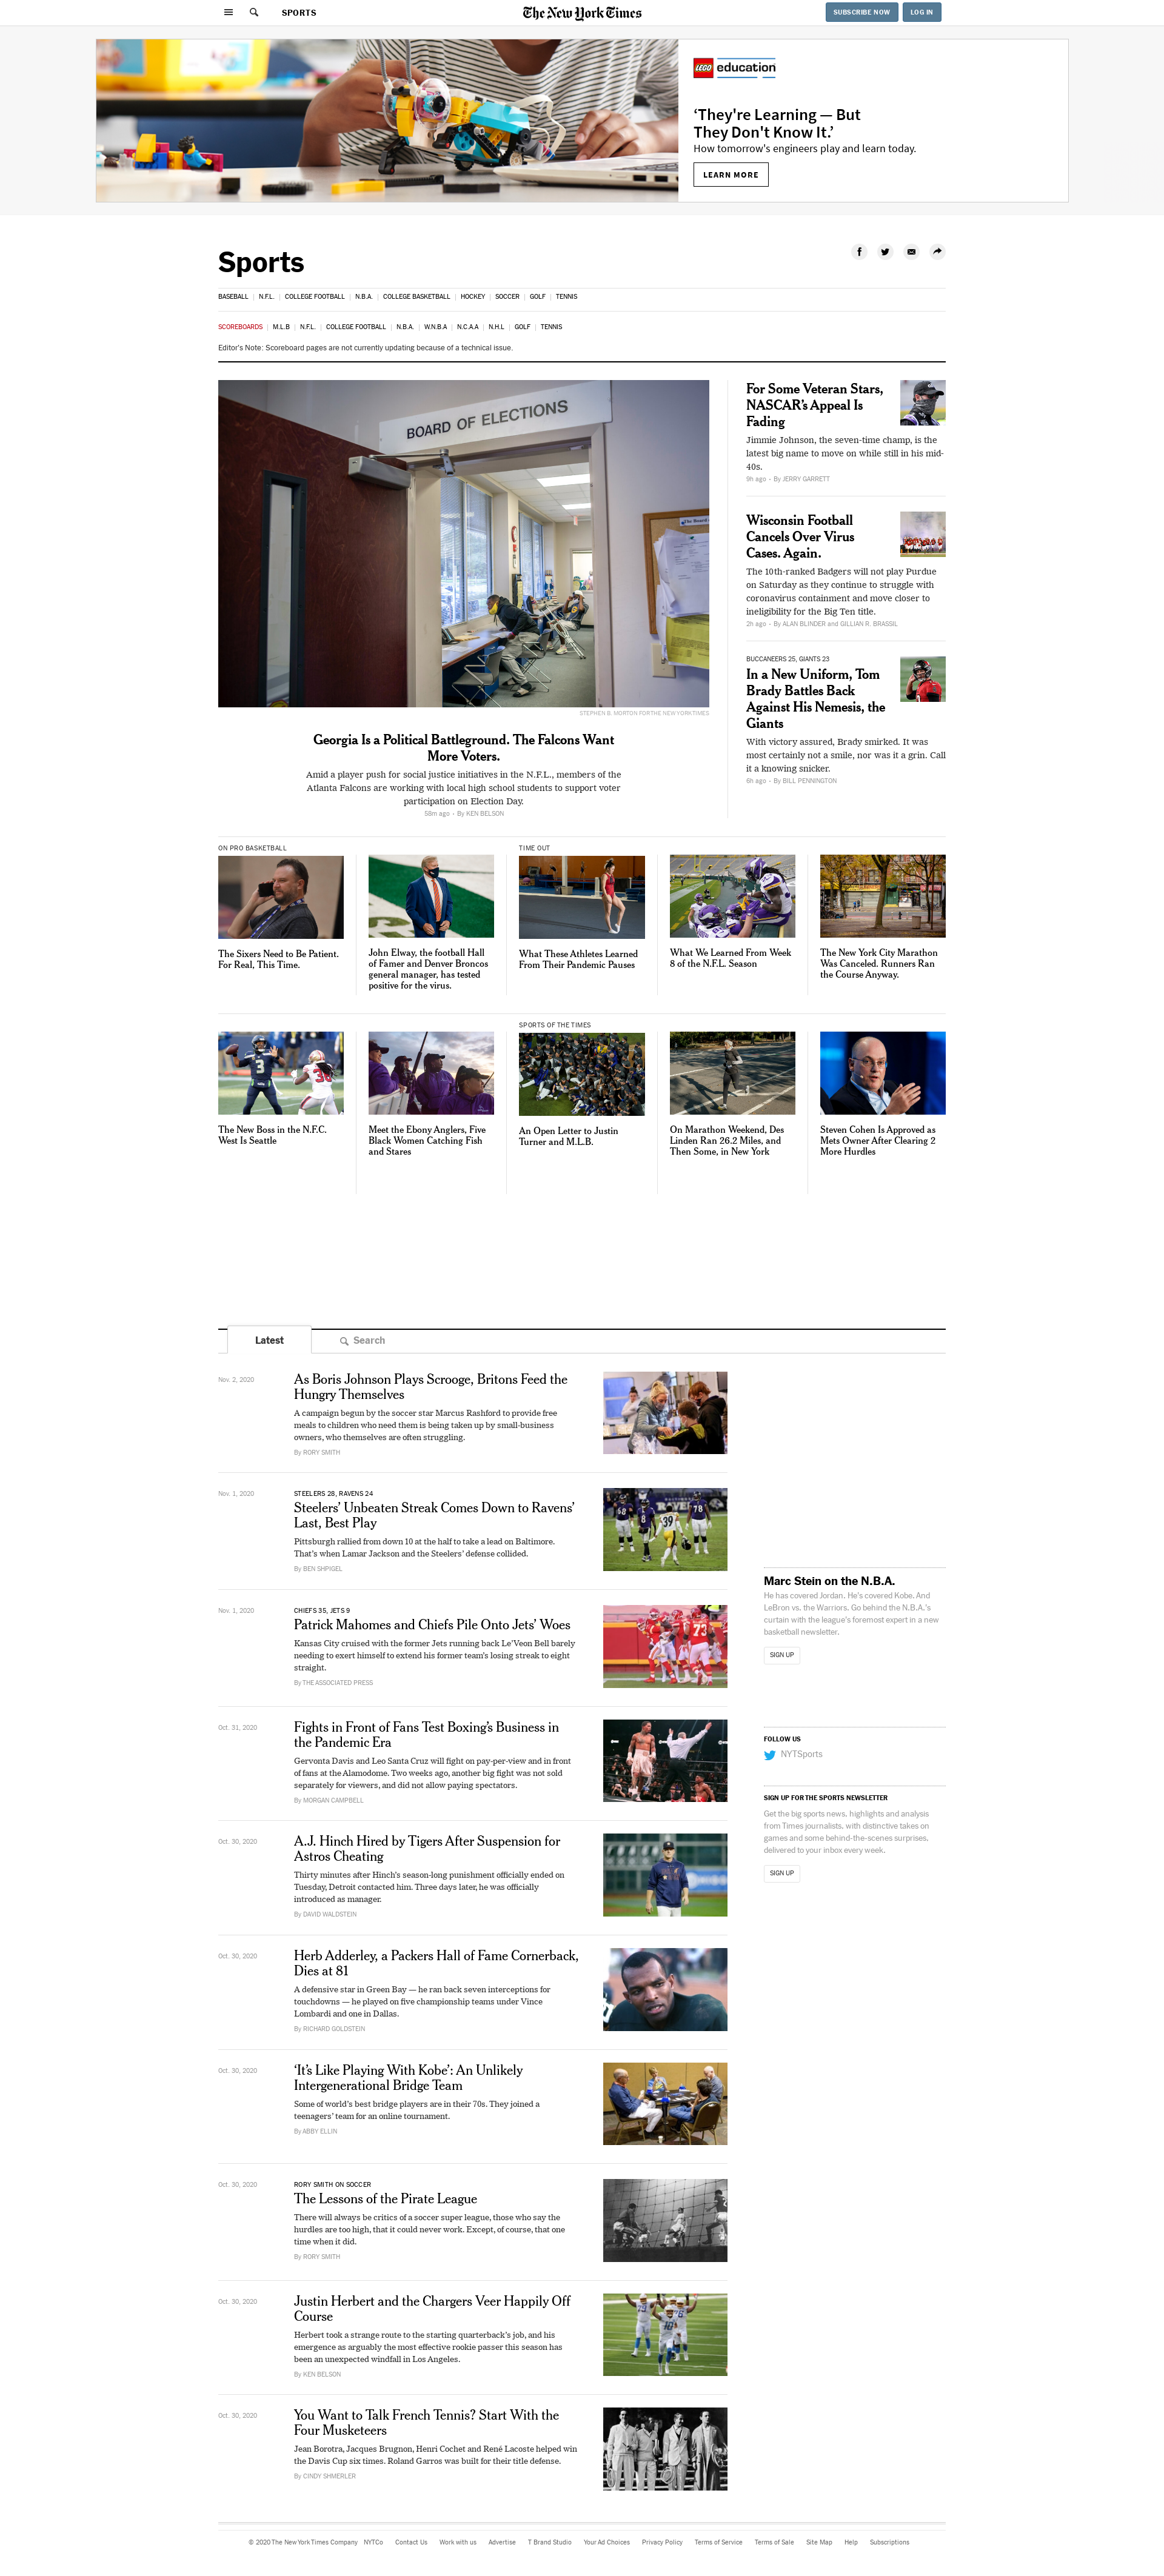 SPORTS
The New York Times
SUBSCRIBE NOW
LOG IN
LEGO education
‘They're Learning — But
They Don't Know It.’
How tomorrow's engineers play and learn today.
LEARN MORE
Sports
BASEBALL | N.F.L. | COLLEGE FOOTBALL | N.B.A. | COLLEGE BASKETBALL | HOCKEY | SOCCER | GOLF | TENNIS
SCOREBOARDS | M.L.B | N.F.L. | COLLEGE FOOTBALL | N.B.A. | W.N.B.A | N.C.A.A | N.H.L | GOLF | TENNIS
Editor's Note: Scoreboard pages are not currently updating because of a technical issue.
BOARD OF ELECTIONS
STEPHEN B. MORTON FOR THE NEW YORK TIMES
Georgia Is a Political Battleground. The Falcons Want
More Voters.
Amid a player push for social justice initiatives in the N.F.L., members of the
Atlanta Falcons are working with local high school students to support voter
participation on Election Day.
58m ago - By KEN BELSON
For Some Veteran Stars,
NASCAR’s Appeal Is
Fading
Jimmie Johnson, the seven-time champ, is the
latest big name to move on while still in his mid-
40s.
9h ago - By JERRY GARRETT
Wisconsin Football
Cancels Over Virus
Cases. Again.
The 10th-ranked Badgers will not play Purdue
on Saturday as they continue to struggle with
coronavirus containment and move closer to
ineligibility for the Big Ten title.
2h ago - By ALAN BLINDER and GILLIAN R. BRASSIL
BUCCANEERS 25, GIANTS 23
In a New Uniform, Tom
Brady Battles Back
Against His Nemesis, the
Giants
With victory assured, Brady smirked. It was
most certainly not a smile, nor was it a grin. Call
it a knowing snicker.
6h ago - By BILL PENNINGTON
ON PRO BASKETBALL
The Sixers Need to Be Patient.
For Real, This Time.
John Elway, the football Hall
of Famer and Denver Broncos
general manager, has tested
positive for the virus.
TIME OUT
What These Athletes Learned
From Their Pandemic Pauses
What We Learned From Week
8 of the N.F.L. Season
The New York City Marathon
Was Canceled. Runners Ran
the Course Anyway.
The New Boss in the N.F.C.
West Is Seattle
Meet the Ebony Anglers, Five
Black Women Catching Fish
and Stares
SPORTS OF THE TIMES
An Open Letter to Justin
Turner and M.L.B.
On Marathon Weekend, Des
Linden Ran 26.2 Miles, and
Then Some, in New York
Steven Cohen Is Approved as
Mets Owner After Clearing 2
More Hurdles
Latest
Search
Nov. 2, 2020
As Boris Johnson Plays Scrooge, Britons Feed the
Hungry Themselves
A campaign begun by the soccer star Marcus Rashford to provide free
meals to children who need them is being taken up by small-business
owners, who themselves are often struggling.
By RORY SMITH
Nov. 1, 2020
STEELERS 28, RAVENS 24
Steelers’ Unbeaten Streak Comes Down to Ravens’
Last, Best Play
Pittsburgh rallied from down 10 at the half to take a lead on Baltimore.
That’s when Lamar Jackson and the Steelers’ defense collided.
By BEN SHPIGEL
Nov. 1, 2020
CHIEFS 35, JETS 9
Patrick Mahomes and Chiefs Pile Onto Jets’ Woes
Kansas City cruised with the former Jets running back Le’Veon Bell barely
needing to exert himself to extend his former team’s losing streak to eight
straight.
By THE ASSOCIATED PRESS
Oct. 31, 2020
Fights in Front of Fans Test Boxing’s Business in
the Pandemic Era
Gervonta Davis and Leo Santa Cruz will fight on pay-per-view and in front
of fans at the Alamodome. Two weeks ago, another big fight was not sold
separately for viewers, and did not allow paying spectators.
By MORGAN CAMPBELL
Oct. 30, 2020
A.J. Hinch Hired by Tigers After Suspension for
Astros Cheating
Thirty minutes after Hinch’s season-long punishment officially ended on
Tuesday, Detroit contacted him. Three days later, he was officially
introduced as manager.
By DAVID WALDSTEIN
Oct. 30, 2020
Herb Adderley, a Packers Hall of Fame Cornerback,
Dies at 81
A defensive star in Green Bay — he ran back seven interceptions for
touchdowns — he played on five championship teams under Vince
Lombardi and one in Dallas.
By RICHARD GOLDSTEIN
Oct. 30, 2020
‘It’s Like Playing With Kobe’: An Unlikely
Intergenerational Bridge Team
Some of world’s best bridge players are in their 70s. They joined a
teenagers’ team for an online tournament.
By ABBY ELLIN
Oct. 30, 2020
RORY SMITH ON SOCCER
The Lessons of the Pirate League
There will always be critics of a soccer super league, those who say the
hurdles are too high, that it could never work. Except, of course, that one
time when it did.
By RORY SMITH
Oct. 30, 2020
Justin Herbert and the Chargers Veer Happily Off
Course
Herbert took a strange route to the starting quarterback’s job, and his
emergence as arguably the most effective rookie passer this season has
been an unexpected windfall in Los Angeles.
By KEN BELSON
Oct. 30, 2020
You Want to Talk French Tennis? Start With the
Four Musketeers
Jean Borotra, Jacques Brugnon, Henri Cochet and René Lacoste helped win
the Davis Cup six times. Roland Garros was built for their title defense.
By CINDY SHMERLER
Marc Stein on the N.B.A.
He has covered Jordan. He's covered Kobe. And
LeBron vs. the Warriors. Go behind the N.B.A.'s
curtain with the league's foremost expert in a new
basketball newsletter.
SIGN UP
FOLLOW US
NYTSports
SIGN UP FOR THE SPORTS NEWSLETTER
Get the big sports news, highlights and analysis
from Times journalists, with distinctive takes on
games and some behind-the-scenes surprises,
delivered to your inbox every week.
SIGN UP
© 2020 The New York Times Company NYTCo Contact Us Work with us Advertise T Brand Studio Your Ad Choices Privacy Policy Terms of Service Terms of Sale Site Map Help Subscriptions